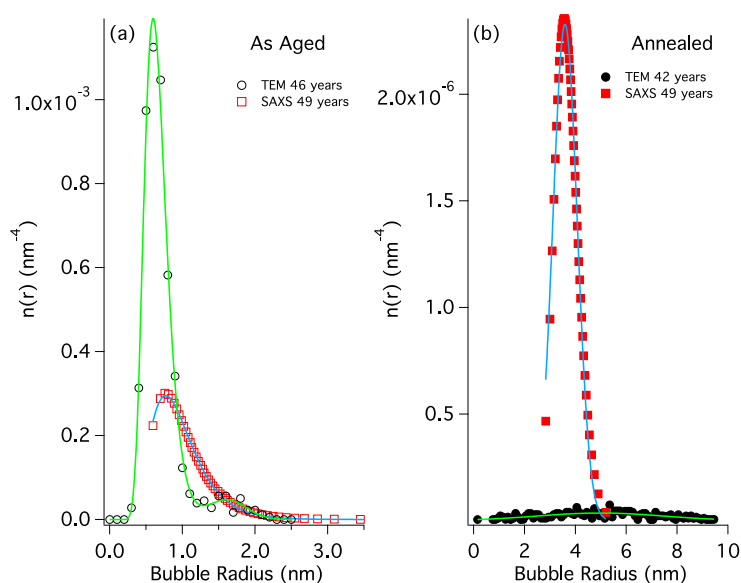 (a)
As Aged
TEM 46 years
SAXS 49 years
1.0x10⁻³
0.8
0.6
0.4
0.2
0.0
n(r) (nm⁻⁴)
0.0
1.0
2.0
3.0
Bubble Radius (nm)
(b)
Annealed
TEM 42 years
SAXS 49 years
2.0x10⁻⁶
1.5
1.0
0.5
n(r) (nm⁻⁴)
0
2
4
6
8
10
Bubble Radius (nm)